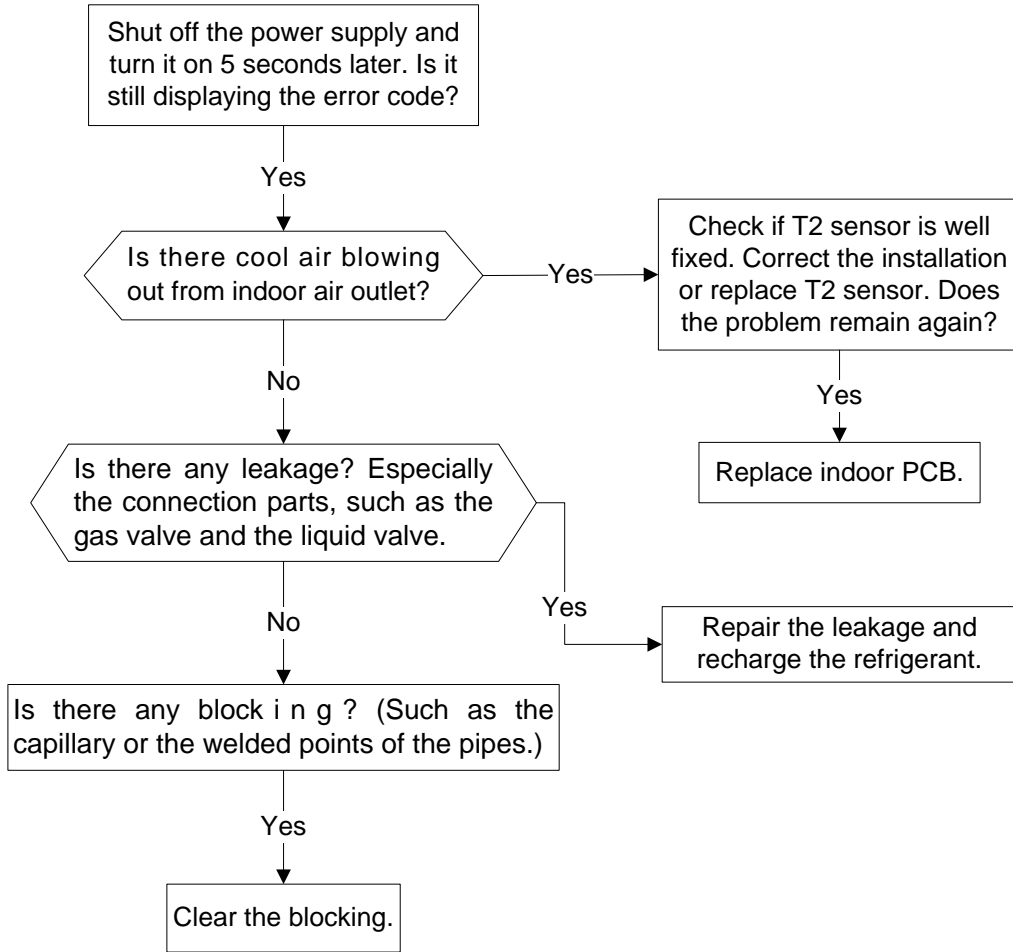 Shut off the power supply and
turn it on 5 seconds later. Is it
still displaying the error code?
Yes
Is there cool air blowing
out from indoor air outlet?
Yes
Check if T2 sensor is well
fixed. Correct the installation
or replace T2 sensor. Does
the problem remain again?
Yes
Replace indoor PCB.
No
Is there any leakage? Especially
the connection parts, such as the
gas valve and the liquid valve.
Yes
Repair the leakage and
recharge the refrigerant.
No
Is there any block i n g ? (Such as the
capillary or the welded points of the pipes.)
Yes
Clear the blocking.